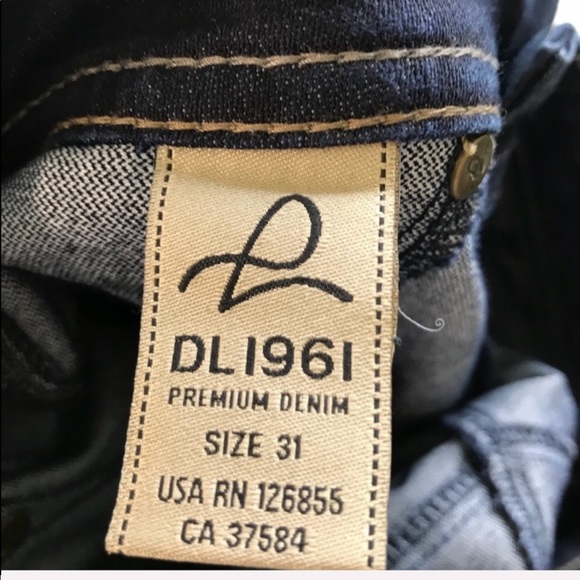 DL1961
PREMIUM DENIM
SIZE 31
USA RN 126855
CA 37584